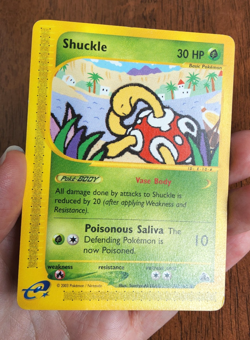 Shuckle
30 HP
Basic Pokémon
Poké-BODY
Vase Body
All damage done by attacks to Shuckle is
reduced by 20 (after applying Weakness and
Resistance).
Poisonous Saliva The
Defending Pokémon is
now Poisoned.
10
weakness
resistance